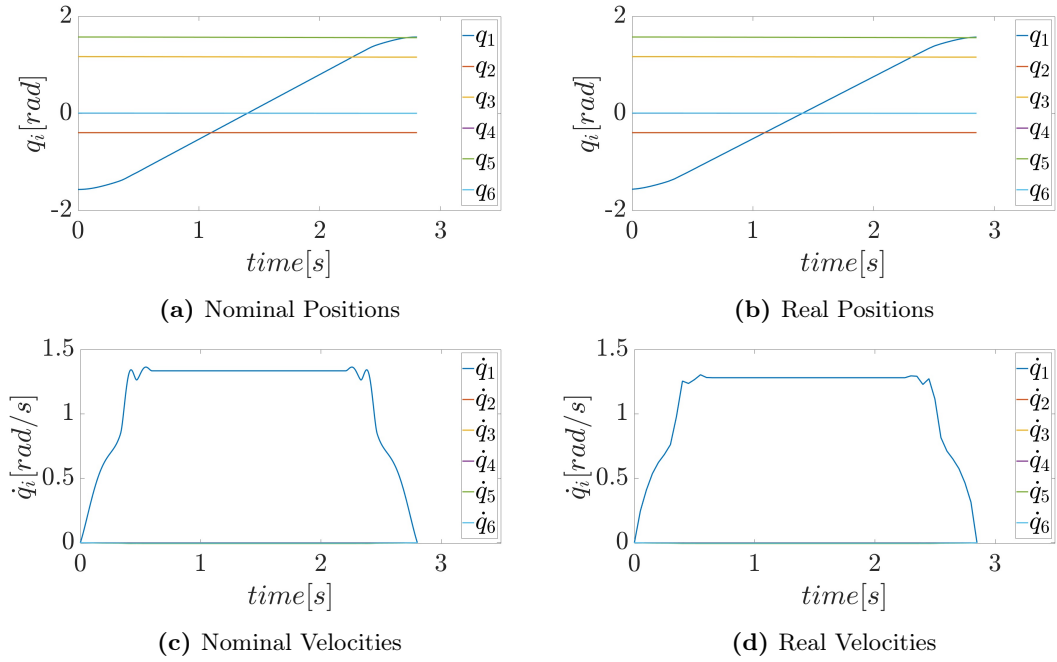 2
0
-2
0
1
2
3
q_i[rad]
time[s]
q_1
q_2
q_3
q_4
q_5
q_6
(a) Nominal Positions
2
0
-2
0
1
2
3
q_i[rad]
time[s]
q_1
q_2
q_3
q_4
q_5
q_6
(b) Real Positions
1.5
1
0.5
0
0
1
2
3
q̇_i[rad/s]
time[s]
q̇_1
q̇_2
q̇_3
q̇_4
q̇_5
q̇_6
(c) Nominal Velocities
1.5
1
0.5
0
0
1
2
3
q̇_i[rad/s]
time[s]
q̇_1
q̇_2
q̇_3
q̇_4
q̇_5
q̇_6
(d) Real Velocities